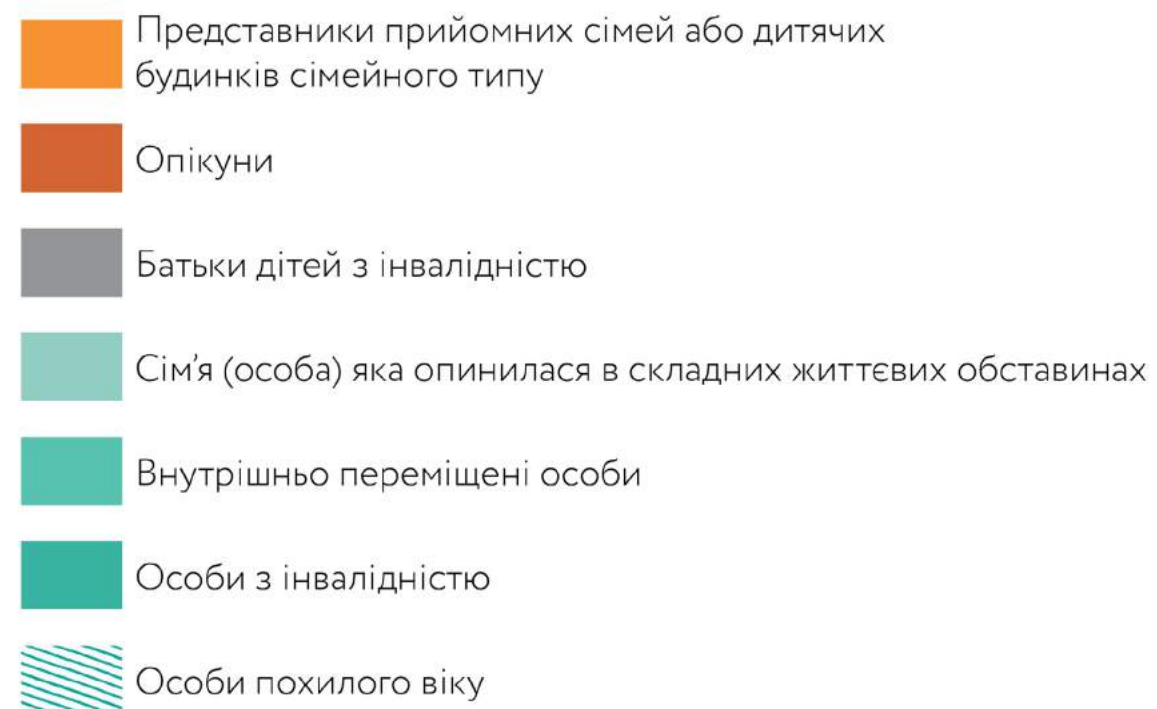 Представники прийомних сімей або дитячих
будинків сімейного типу
Опікуни
Батьки дітей з інвалідністю
Сім'я (особа) яка опинилася в складних життєвих обставинах
Внутрішньо переміщені особи
Особи з інвалідністю
Особи похилого віку